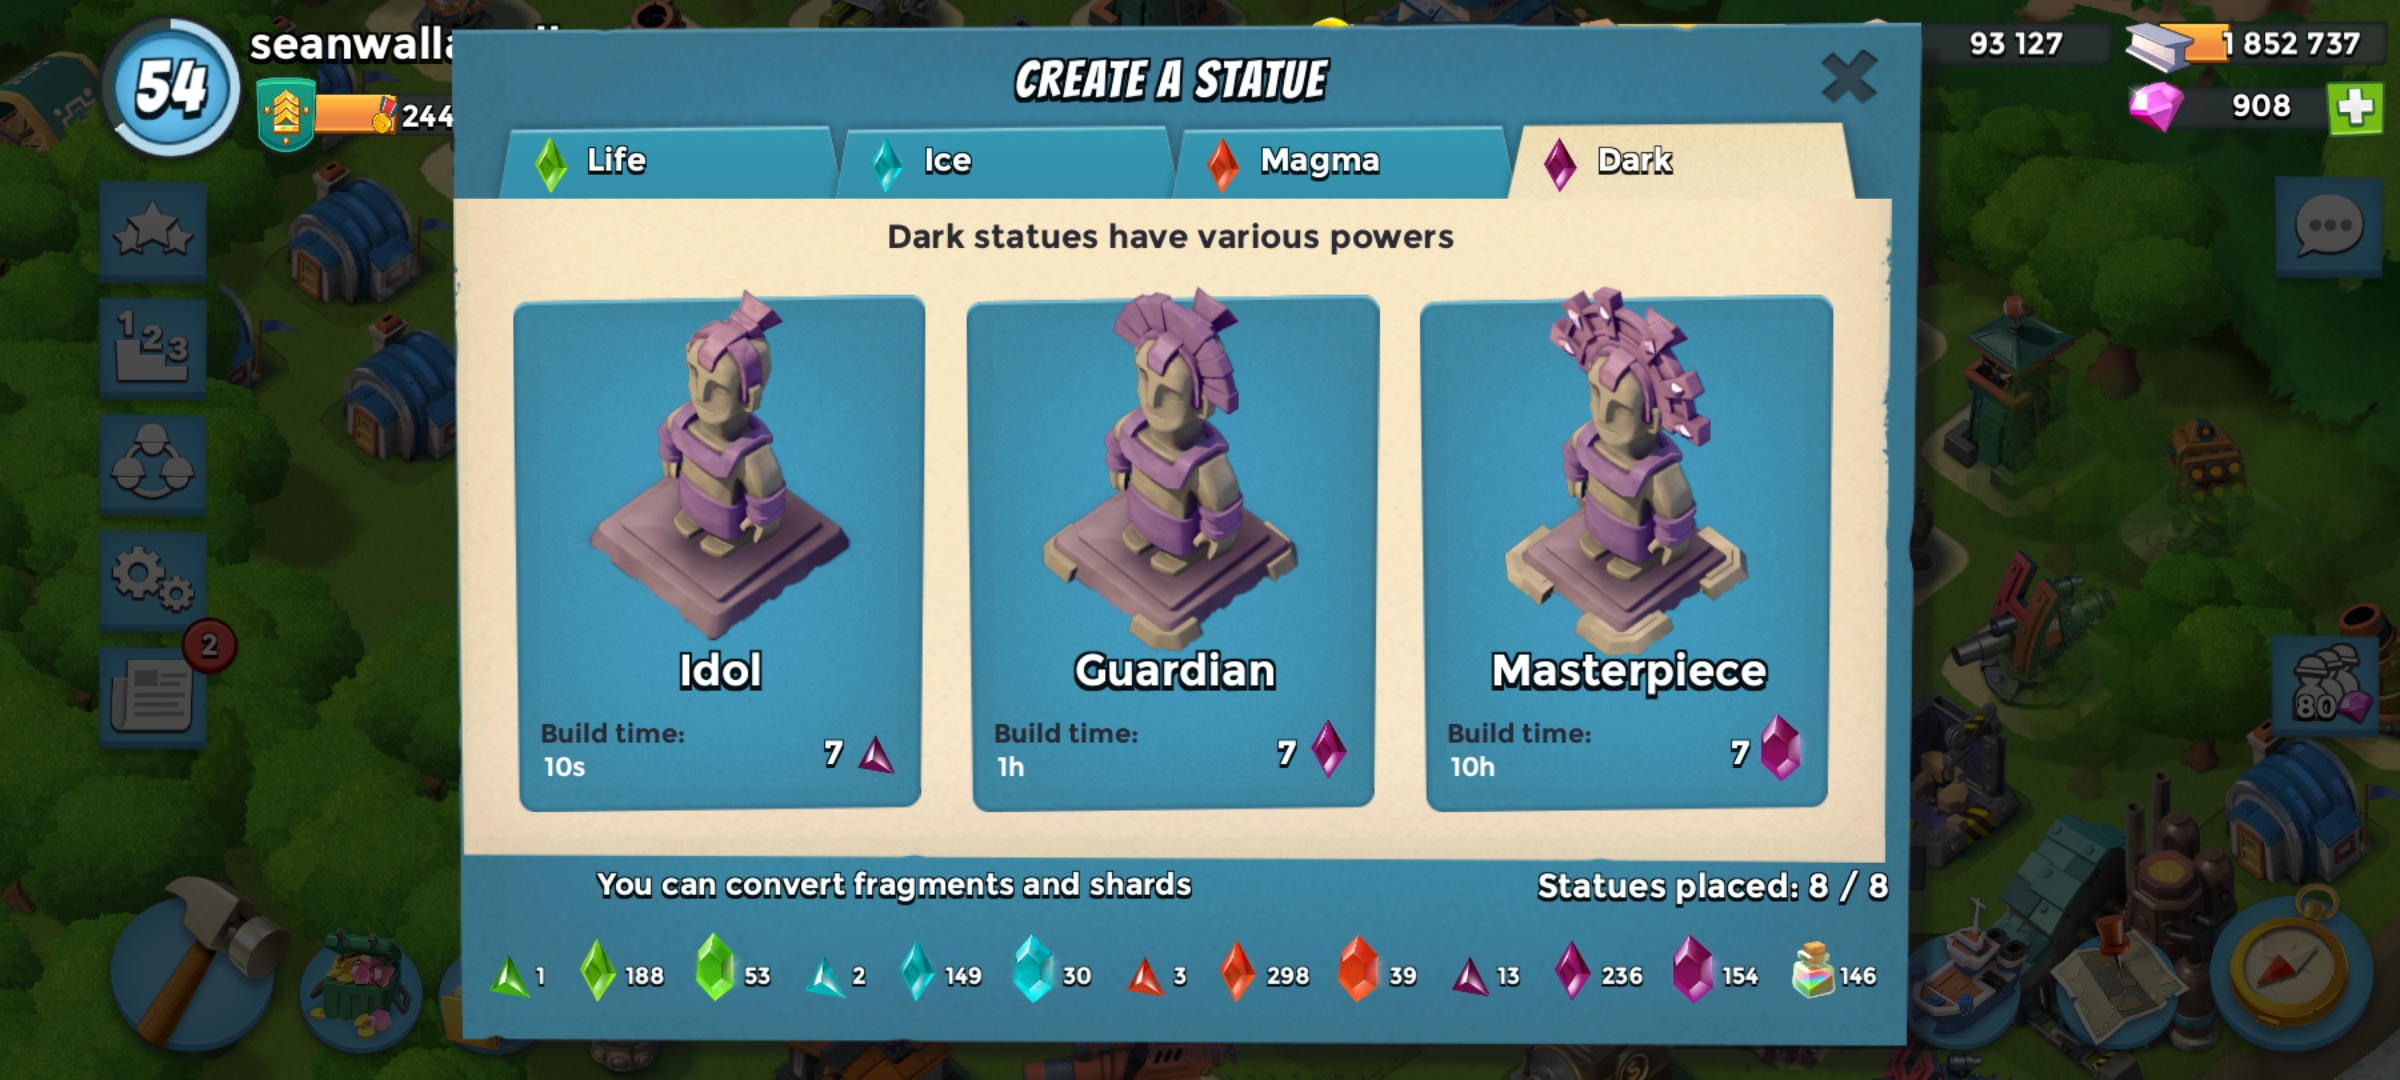 54
244
93 127
1 852 737
908
CREATE A STATUE
Life
Ice
Magma
Dark
Dark statues have various powers
1 2 3
Idol
Build time:
10s
7
Guardian
Build time:
1h
7
Masterpiece
Build time:
10h
7
2
80
You can convert fragments and shards
Statues placed: 8 / 8
1 188 53 2 149 30 3 298 39 13 236 154 146